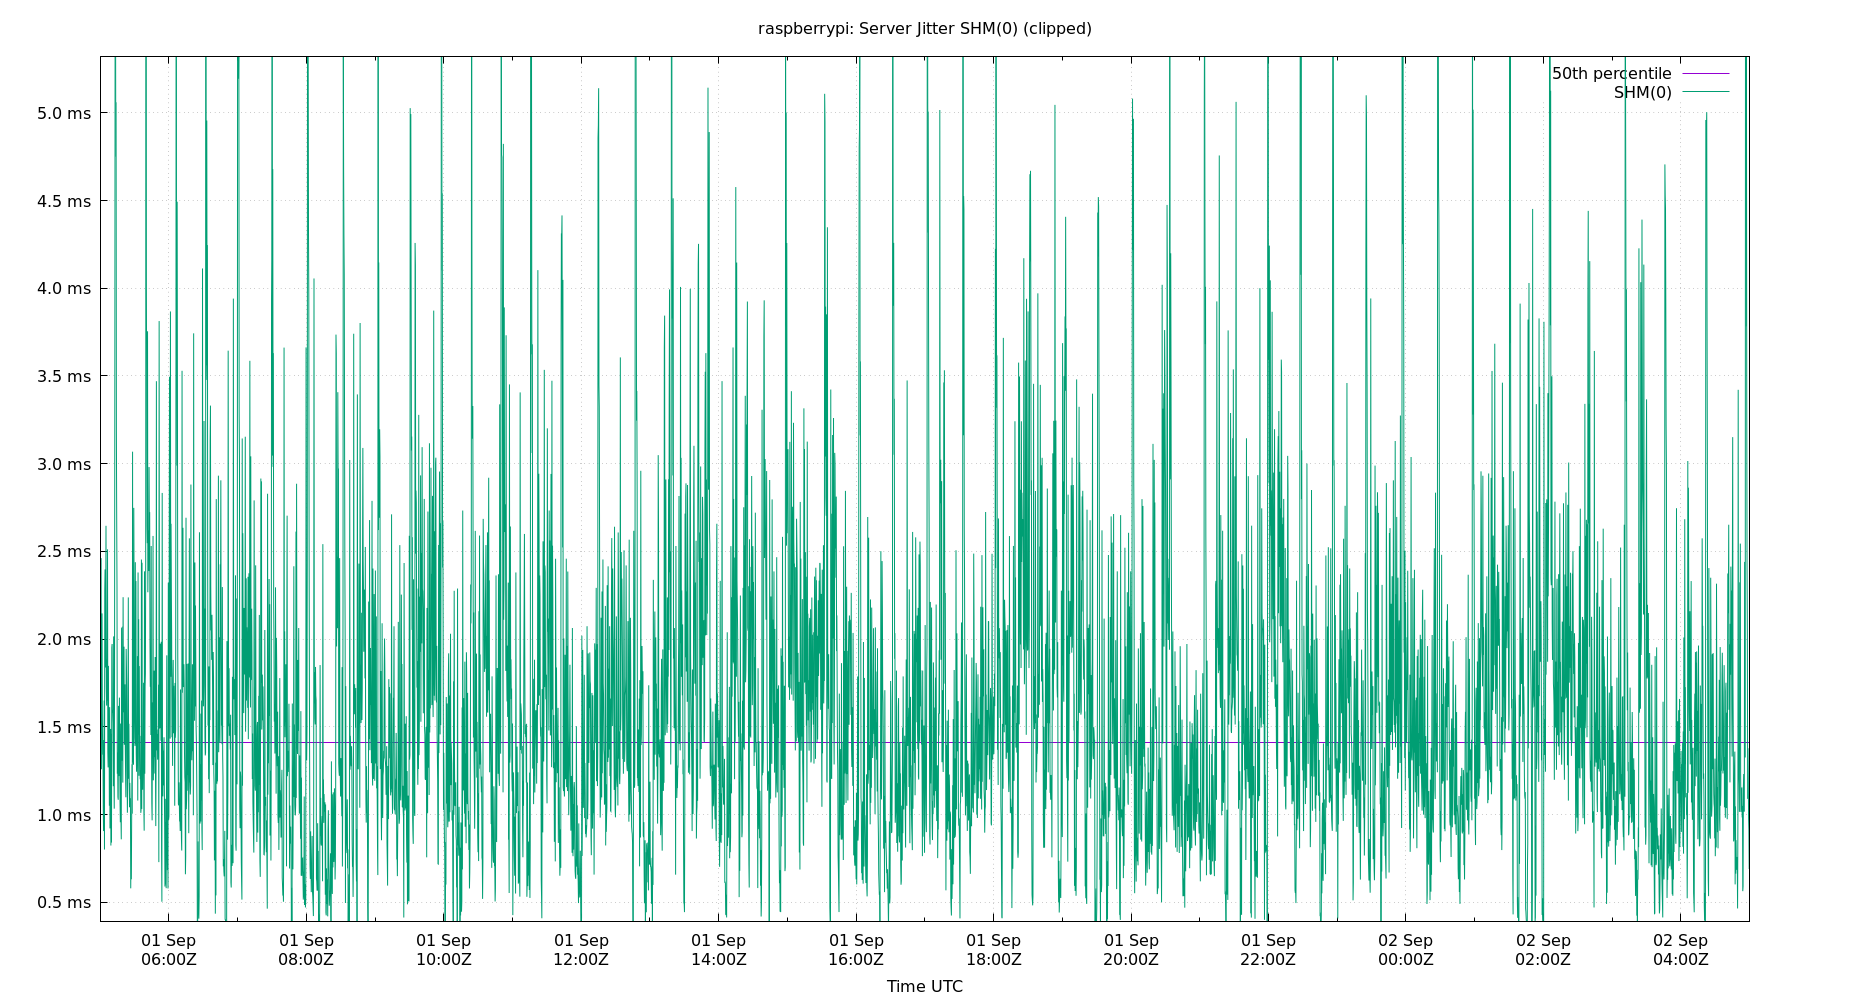 raspberrypi: Server Jitter SHM(0) (clipped)
50th percentile
SHM(0)
5.0 ms
4.5 ms
4.0 ms
3.5 ms
3.0 ms
2.5 ms
2.0 ms
1.5 ms
1.0 ms
0.5 ms
01 Sep 01 Sep 01 Sep 01 Sep 01 Sep 01 Sep 01 Sep 01 Sep 01 Sep 02 Sep 02 Sep 02 Sep
06:00Z 08:00Z 10:00Z 12:00Z 14:00Z 16:00Z 18:00Z 20:00Z 22:00Z 00:00Z 02:00Z 04:00Z
Time UTC